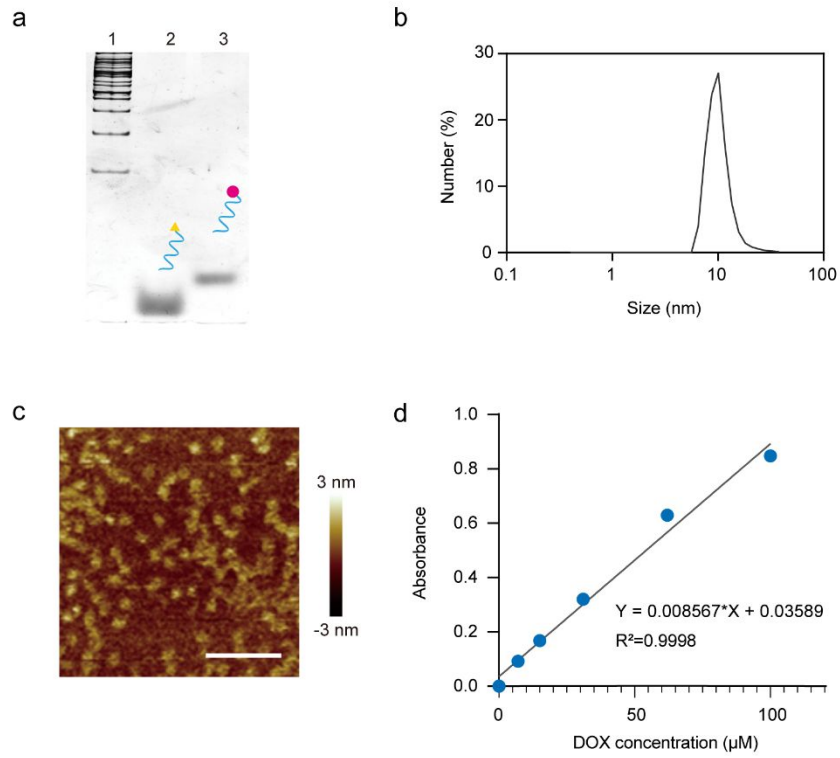 a
1 2 3
b
30
20
10
0
Number (%)
0.1 1 10 100
Size (nm)
c
3 nm
-3 nm
d
1.0
0.8
0.6
0.4
0.2
0.0
Absorbance
Y = 0.008567*X + 0.03589
R²=0.9998
0 50 100
DOX concentration (µM)